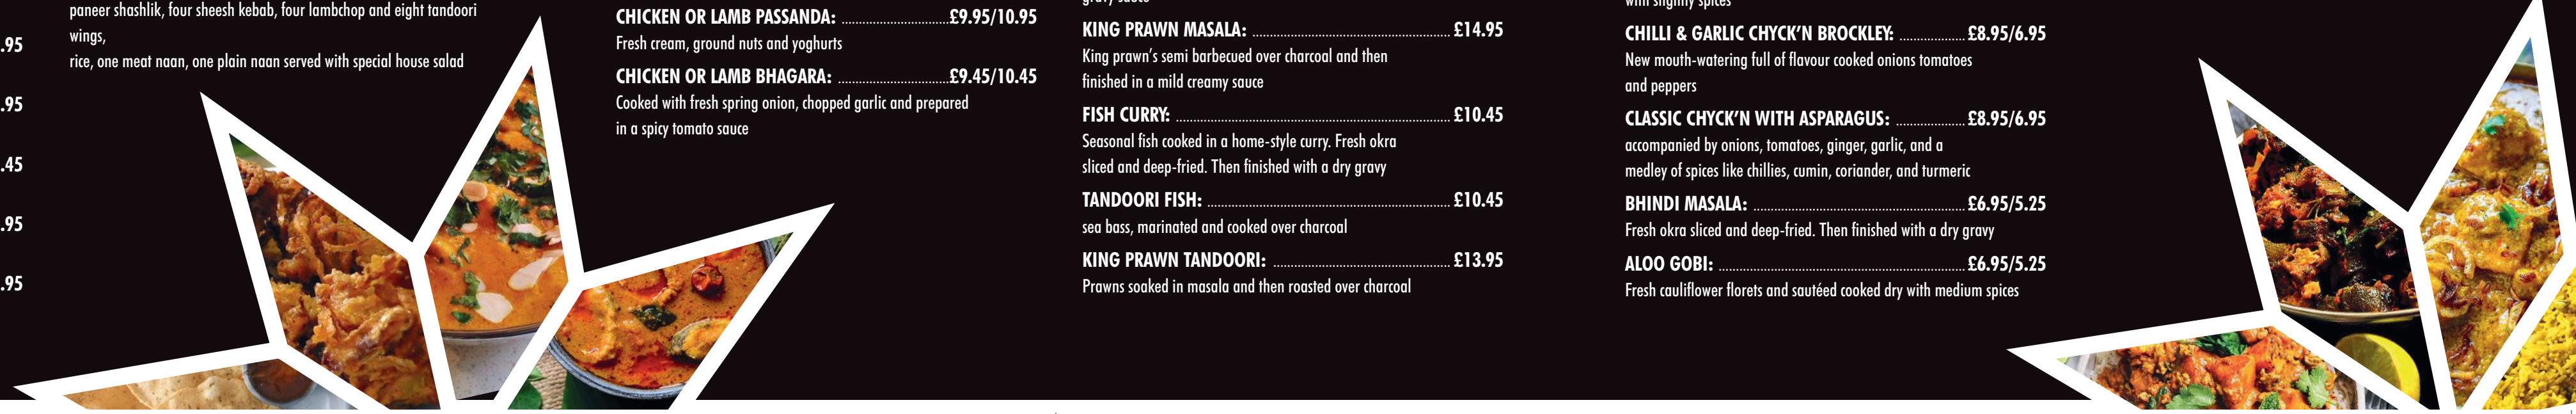 .95
.95
.45
.95
.95
paneer shashlik, four sheesh kebab, four lambchop and eight tandoori
wings,
rice, one meat naan, one plain naan served with special house salad
CHICKEN OR LAMB PASSANDA: ........................£9.95/10.95
Fresh cream, ground nuts and yoghurts
CHICKEN OR LAMB BHAGARA: .........................£9.45/10.45
Cooked with fresh spring onion, chopped garlic and prepared
in a spicy tomato sauce
gravy sauce
KING PRAWN MASALA: ............................................ £14.95
King prawn's semi barbecued over charcoal and then
finished in a mild creamy sauce
FISH CURRY: ............................................................. £10.45
Seasonal fish cooked in a home-style curry. Fresh okra
sliced and deep-fried. Then finished with a dry gravy
TANDOORI FISH: ...................................................... £10.45
sea bass, marinated and cooked over charcoal
KING PRAWN TANDOORI: ....................................... £13.95
Prawns soaked in masala and then roasted over charcoal
with slightly spices
CHILLI & GARLIC CHYCK'N BROCKLEY: ............... £8.95/6.95
New mouth-watering full of flavour cooked onions tomatoes
and peppers
CLASSIC CHYCK'N WITH ASPARAGUS: ............... £8.95/6.95
accompanied by onions, tomatoes, ginger, garlic, and a
medley of spices like chillies, cumin, coriander, and turmeric
BHINDI MASALA: ............................................... £6.95/5.25
Fresh okra sliced and deep-fried. Then finished with a dry gravy
ALOO GOBI: ....................................................... £6.95/5.25
Fresh cauliflower florets and sautéed cooked dry with medium spices